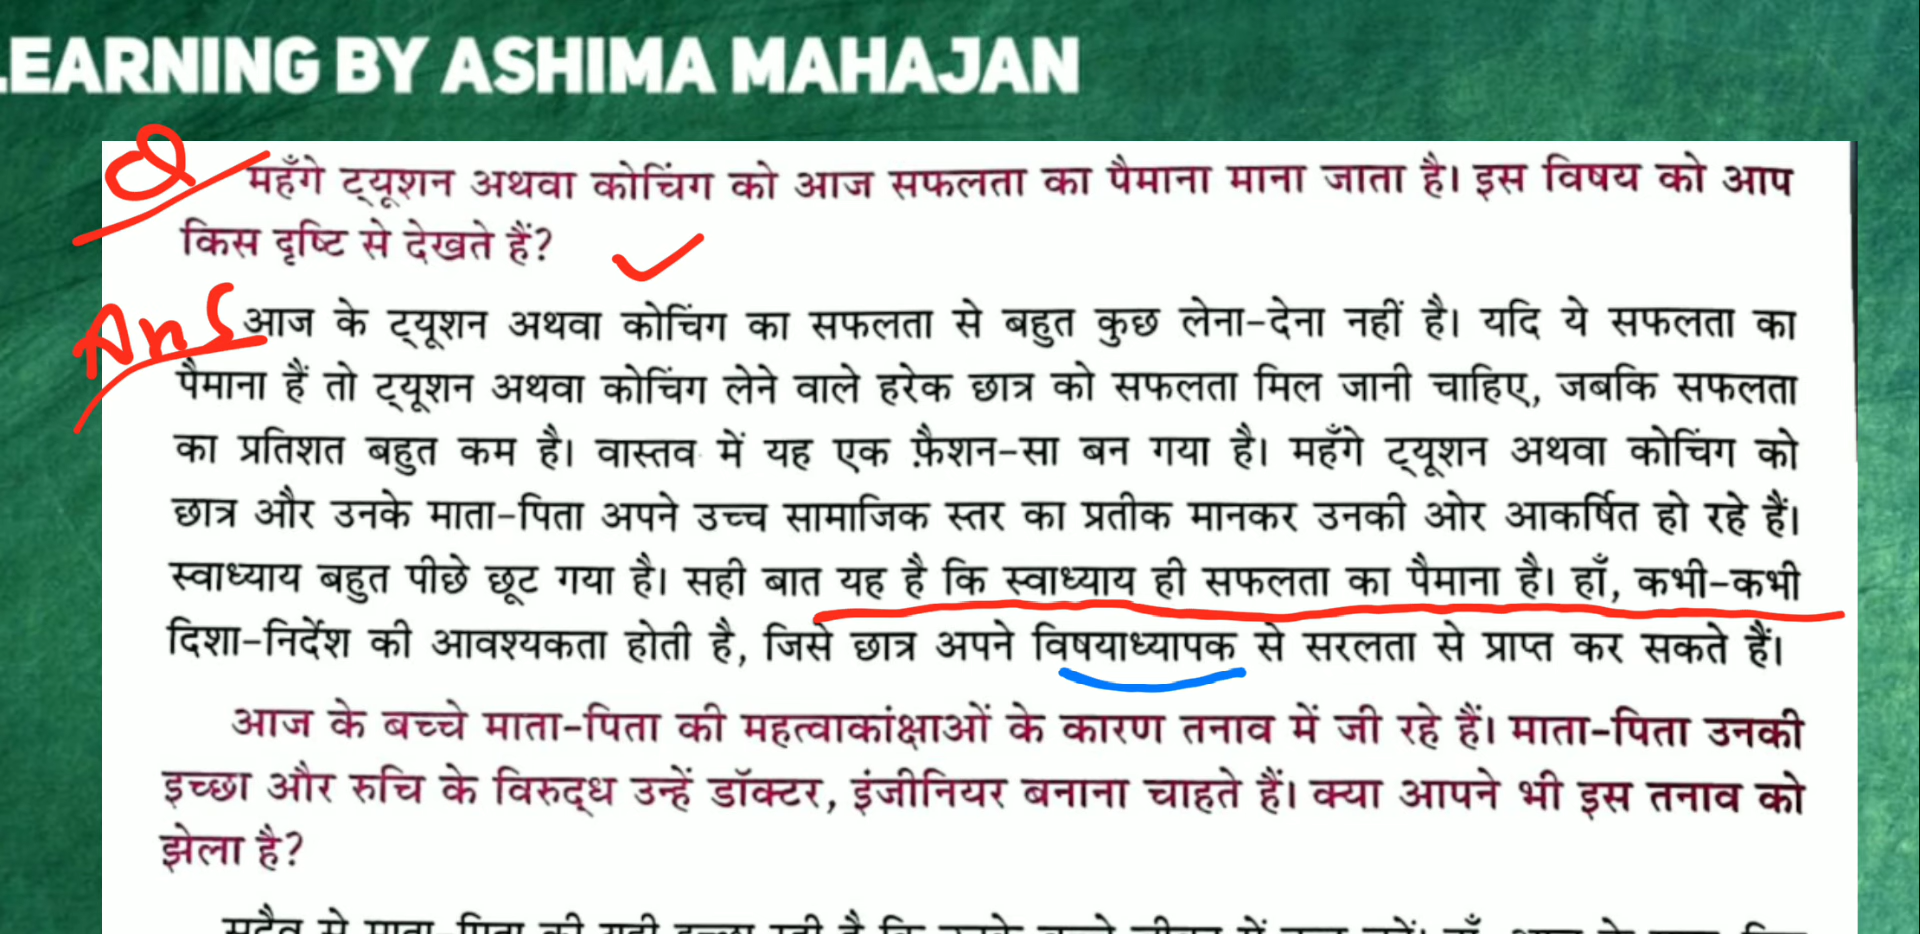 LEARNING BY ASHIMA MAHAJAN
Q महँगे ट्यूशन अथवा कोचिंग को आज सफलता का पैमाना माना जाता है। इस विषय को आप
किस दृष्टि से देखते हैं?
Ans आज के ट्यूशन अथवा कोचिंग का सफलता से बहुत कुछ लेना-देना नहीं है। यदि ये सफलता का
पैमाना हैं तो ट्यूशन अथवा कोचिंग लेने वाले हरेक छात्र को सफलता मिल जानी चाहिए, जबकि सफलता
का प्रतिशत बहुत कम है। वास्तव में यह एक फ़ैशन-सा बन गया है। महँगे ट्यूशन अथवा कोचिंग को
छात्र और उनके माता-पिता अपने उच्च सामाजिक स्तर का प्रतीक मानकर उनकी ओर आकर्षित हो रहे हैं।
स्वाध्याय बहुत पीछे छूट गया है। सही बात यह है कि स्वाध्याय ही सफलता का पैमाना है। हाँ, कभी-कभी
दिशा-निर्देश की आवश्यकता होती है, जिसे छात्र अपने विषयाध्यापक से सरलता से प्राप्त कर सकते हैं।
आज के बच्चे माता-पिता की महत्वाकांक्षाओं के कारण तनाव में जी रहे हैं। माता-पिता उनकी
इच्छा और रुचि के विरुद्ध उन्हें डॉक्टर, इंजीनियर बनाना चाहते हैं। क्या आपने भी इस तनाव को
झेला है?